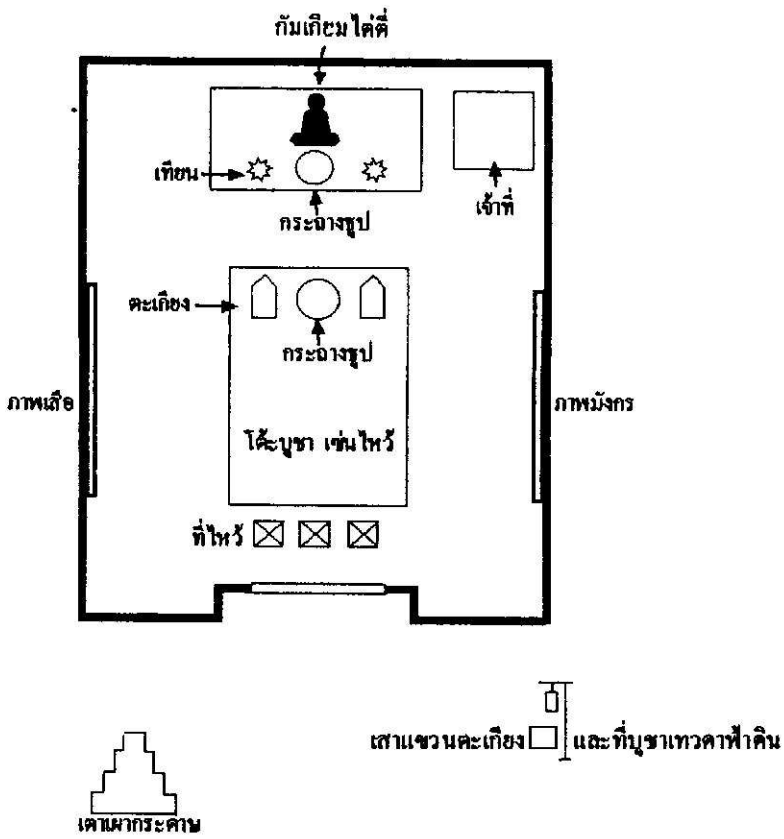 กัมเกียมไต่ตี่
เทียน
กระถางธูป
เจ้าที่
ตะเกียง
กระถางธูป
ภาพเสือ
ภาพมังกร
โต๊ะบูชา เซ่นไหว้
ที่ไหว้
เสาแขวนตะเกียง และที่บูชาเทวดาฟ้าดิน
เตาเผากระดาษ